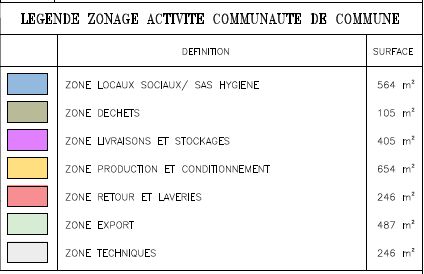 LEGENDE ZONAGE ACTIVITE COMMUNAUTE DE COMMUNE
DEFINITION SURFACE
ZONE LOCAUX SOCIAUX/ SAS HYGIENE 564 m²
ZONE DECHETS 105 m²
ZONE LIVRAISONS ET STOCKAGES 405 m²
ZONE PRODUCTION ET CONDITIONNEMENT 654 m²
ZONE RETOUR ET LAVERIES 246 m²
ZONE EXPORT 487 m²
ZONE TECHNIQUES 246 m²